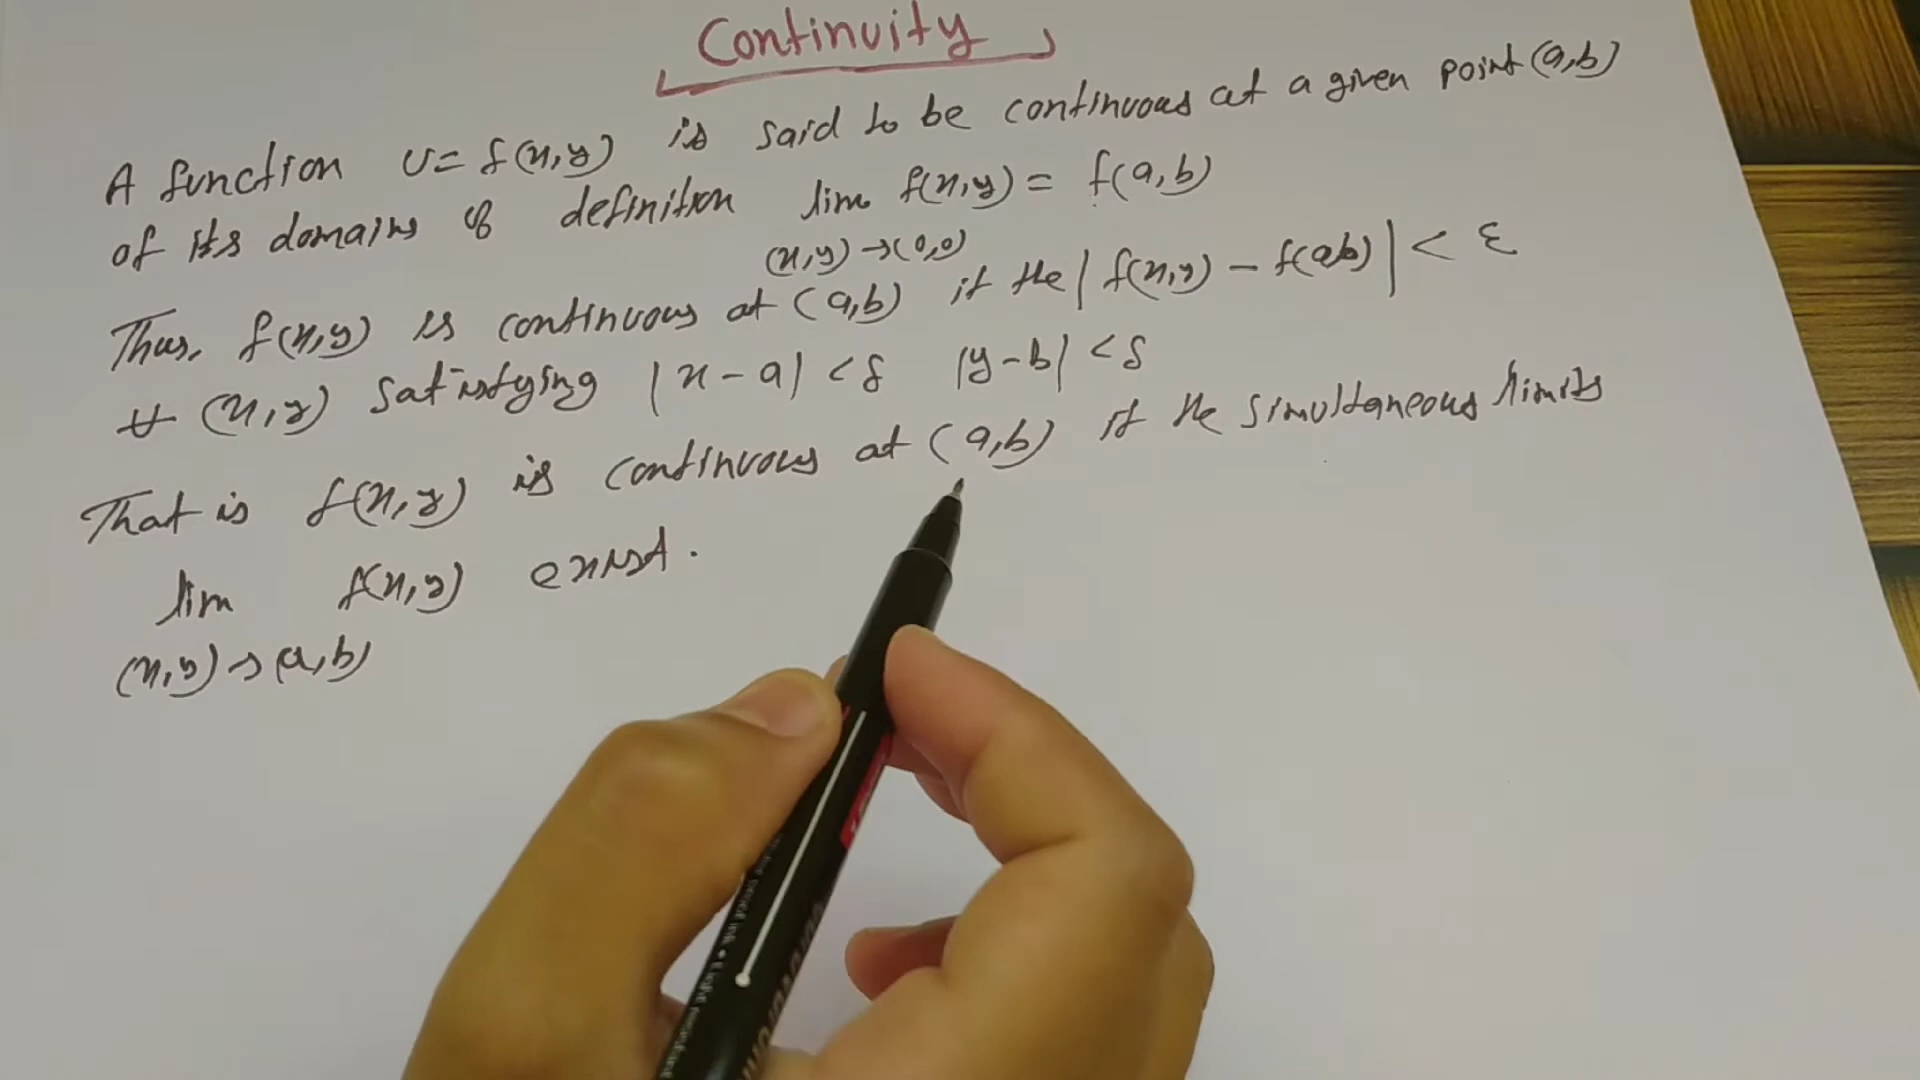 Continuity
A function U = f(x,y) is said to be continuous at a given point (a,b)
of its domains of definition lim f(x,y) = f(a,b)
(x,y) → (0,0)
Thus, f(x,y) is continuous at (a,b) if the | f(x,y) - f(a,b) | < ε
∀ (x,y) satisfying |x - a| < δ |y - b| < δ
That is f(x,y) is continuous at (a,b) if the simultaneous limits
lim f(x,y) exist.
(x,y) → (a,b)